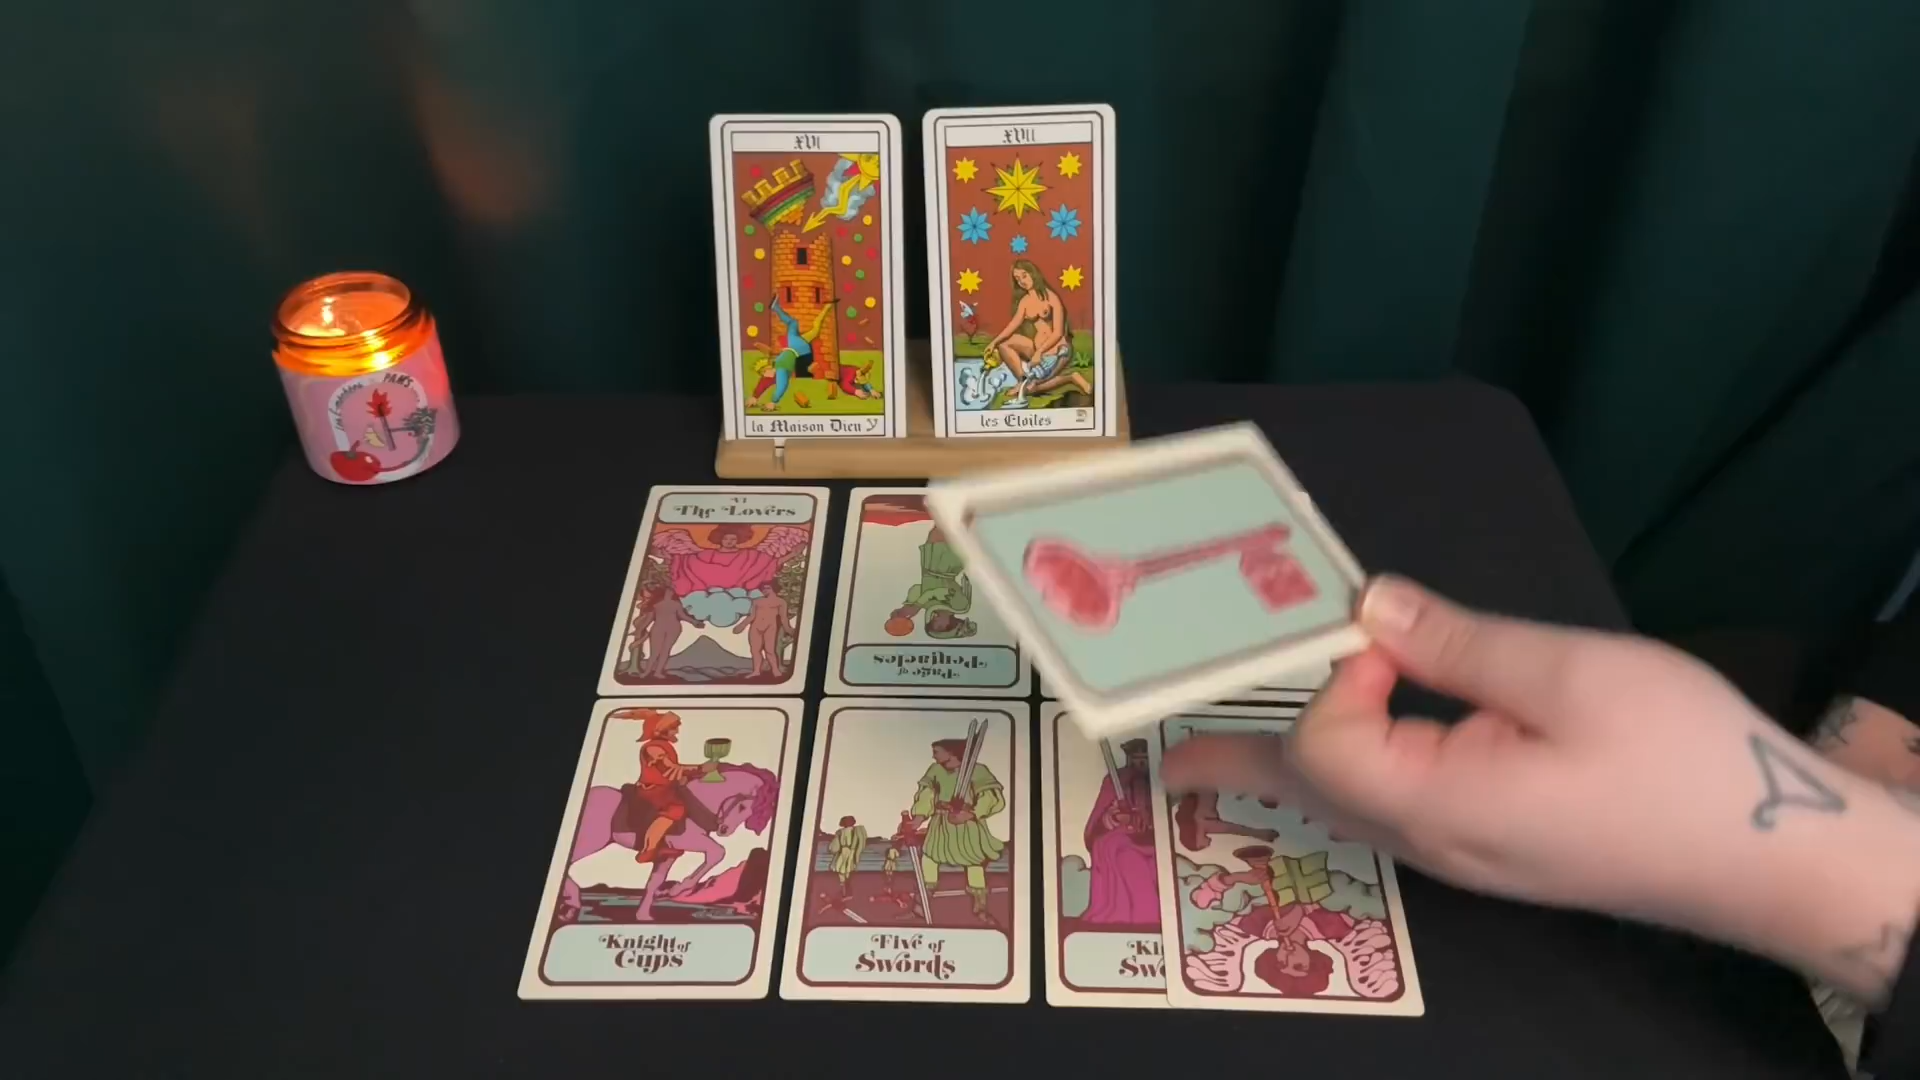 XVI
la Maison Dieu
XVII
les Etoiles
VI
The Lovers
Page of
Pentacles
Knight of
Cups
Five of
Swords